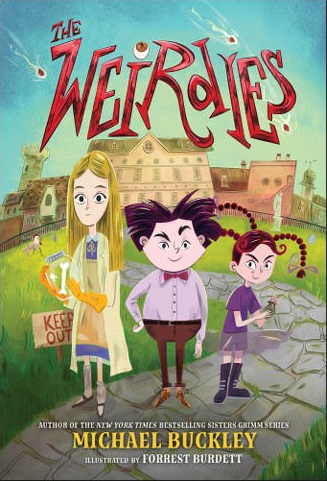 THE
WEIRDIES
KEEP
OUT
AUTHOR OF THE NEW YORK TIMES BESTSELLING SISTERS GRIMM SERIES
MICHAEL BUCKLEY
ILLUSTRATED BY FORREST BURDETT